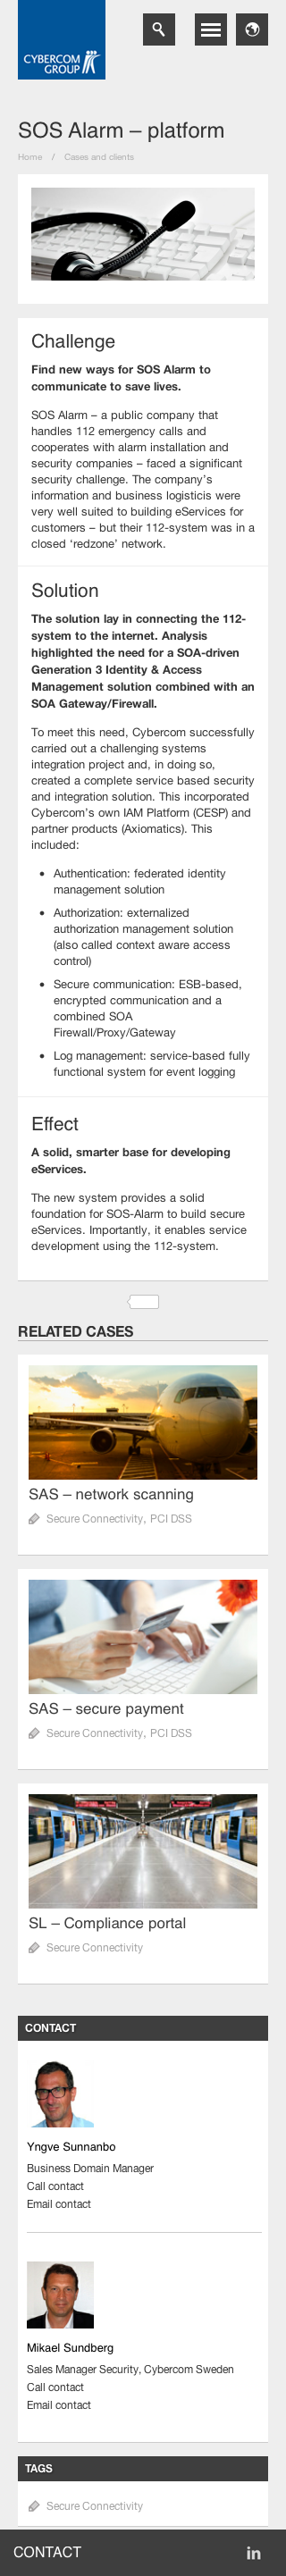 CYBERCOM
GROUP
SOS Alarm – platform
Home / Cases and clients
Challenge
Find new ways for SOS Alarm to
communicate to save lives.
SOS Alarm – a public company that
handles 112 emergency calls and
cooperates with alarm installation and
security companies – faced a significant
security challenge. The company's
information and business logisticis were
very well suited to building eServices for
customers – but their 112-system was in a
closed 'redzone' network.
Solution
The solution lay in connecting the 112-
system to the internet. Analysis
highlighted the need for a SOA-driven
Generation 3 Identity & Access
Management solution combined with an
SOA Gateway/Firewall.
To meet this need, Cybercom successfully
carried out a challenging systems
integration project and, in doing so,
created a complete service based security
and integration solution. This incorporated
Cybercom's own IAM Platform (CESP) and
partner products (Axiomatics). This
included:
• Authentication: federated identity
management solution
• Authorization: externalized
authorization management solution
(also called context aware access
control)
• Secure communication: ESB-based,
encrypted communication and a
combined SOA
Firewall/Proxy/Gateway
• Log management: service-based fully
functional system for event logging
Effect
A solid, smarter base for developing
eServices.
The new system provides a solid
foundation for SOS-Alarm to build secure
eServices. Importantly, it enables service
development using the 112-system.
RELATED CASES
SAS – network scanning
Secure Connectivity, PCI DSS
SAS – secure payment
Secure Connectivity, PCI DSS
SL – Compliance portal
Secure Connectivity
CONTACT
Yngve Sunnanbo
Business Domain Manager
Call contact
Email contact
Mikael Sundberg
Sales Manager Security, Cybercom Sweden
Call contact
Email contact
TAGS
Secure Connectivity
CONTACT in